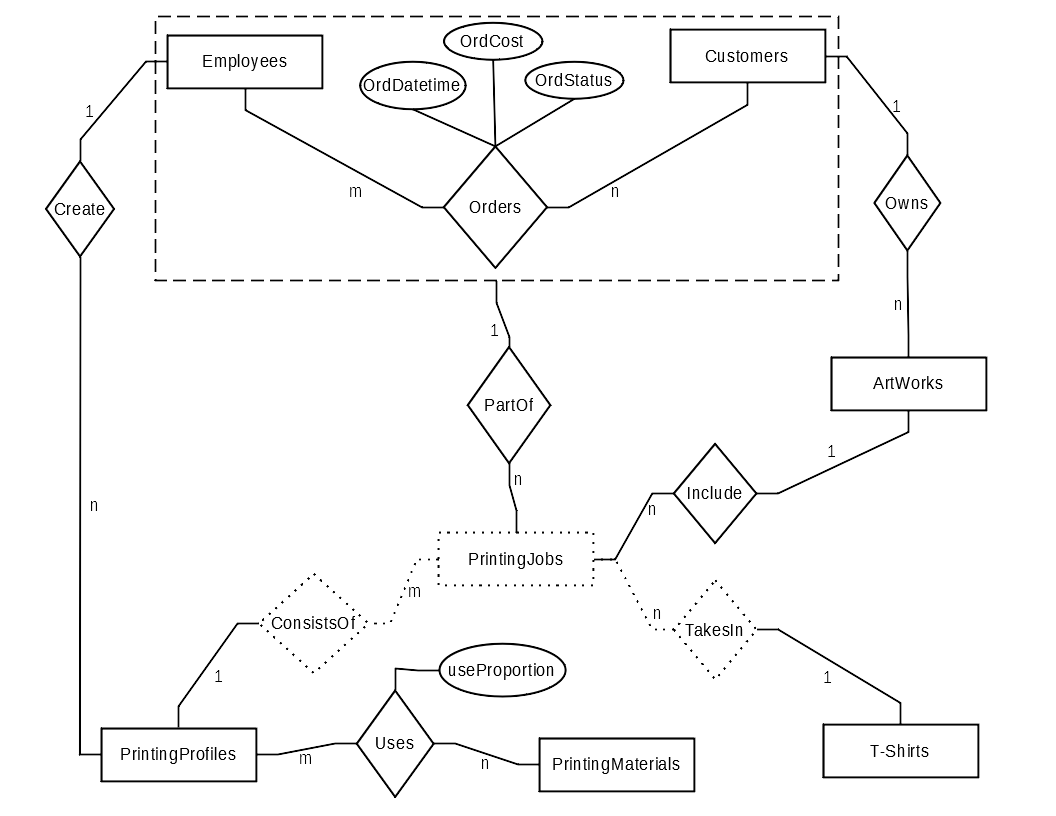 OrdCost
Employees
Customers
OrdDatetime
OrdStatus
1
1
m
n
Create
Orders
Owns
n
1
ArtWorks
PartOf
1
n
Include
n
n
PrintingJobs
m
n
ConsistsOf
TakesIn
useProportion
1
1
PrintingProfiles
Uses
T-Shirts
m
n
PrintingMaterials